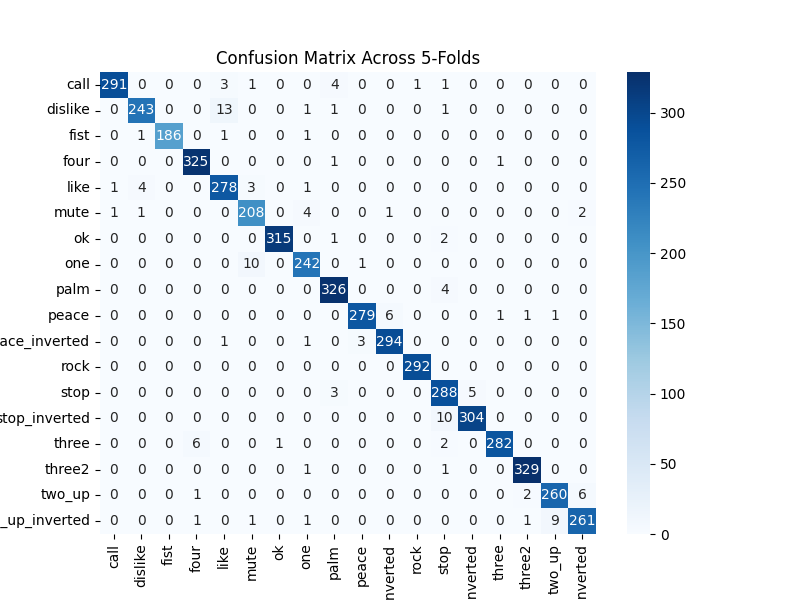 Confusion Matrix Across 5-Folds
call 291 0 0 0 3 1 0 0 4 0 0 1 1 0 0 0 0 0
dislike 0 243 0 0 13 0 0 1 1 0 0 0 1 0 0 0 0 0
fist 0 1 186 0 1 0 0 1 0 0 0 0 0 0 0 0 0 0
four 0 0 0 325 0 0 0 0 1 0 0 0 0 0 1 0 0 0
like 1 4 0 0 278 3 0 1 0 0 0 0 0 0 0 0 0 0
mute 1 1 0 0 0 208 0 4 0 0 1 0 0 0 0 0 0 2
ok 0 0 0 0 0 0 315 0 1 0 0 0 2 0 0 0 0 0
one 0 0 0 0 0 10 0 242 0 1 0 0 0 0 0 0 0 0
palm 0 0 0 0 0 0 0 0 326 0 0 0 4 0 0 0 0 0
peace 0 0 0 0 0 0 0 0 0 279 6 0 0 0 1 1 1 0
ace_inverted 0 0 0 0 1 0 0 1 0 3 294 0 0 0 0 0 0 0
rock 0 0 0 0 0 0 0 0 0 0 0 292 0 0 0 0 0 0
stop 0 0 0 0 0 0 0 0 3 0 0 0 288 5 0 0 0 0
top_inverted 0 0 0 0 0 0 0 0 0 0 0 0 10 304 0 0 0 0
three 0 0 0 6 0 0 1 0 0 0 0 0 2 0 282 0 0 0
three2 0 0 0 0 0 0 0 1 0 0 0 0 1 0 0 329 0 0
two_up 0 0 0 1 0 0 0 0 0 0 0 0 0 0 0 2 260 6
_up_inverted 0 0 0 1 0 1 0 1 0 0 0 0 0 0 0 1 9 261
call dislike fist four like mute ok one palm peace nverted rock stop nverted three three2 two_up nverted
300
250
200
150
100
50
0